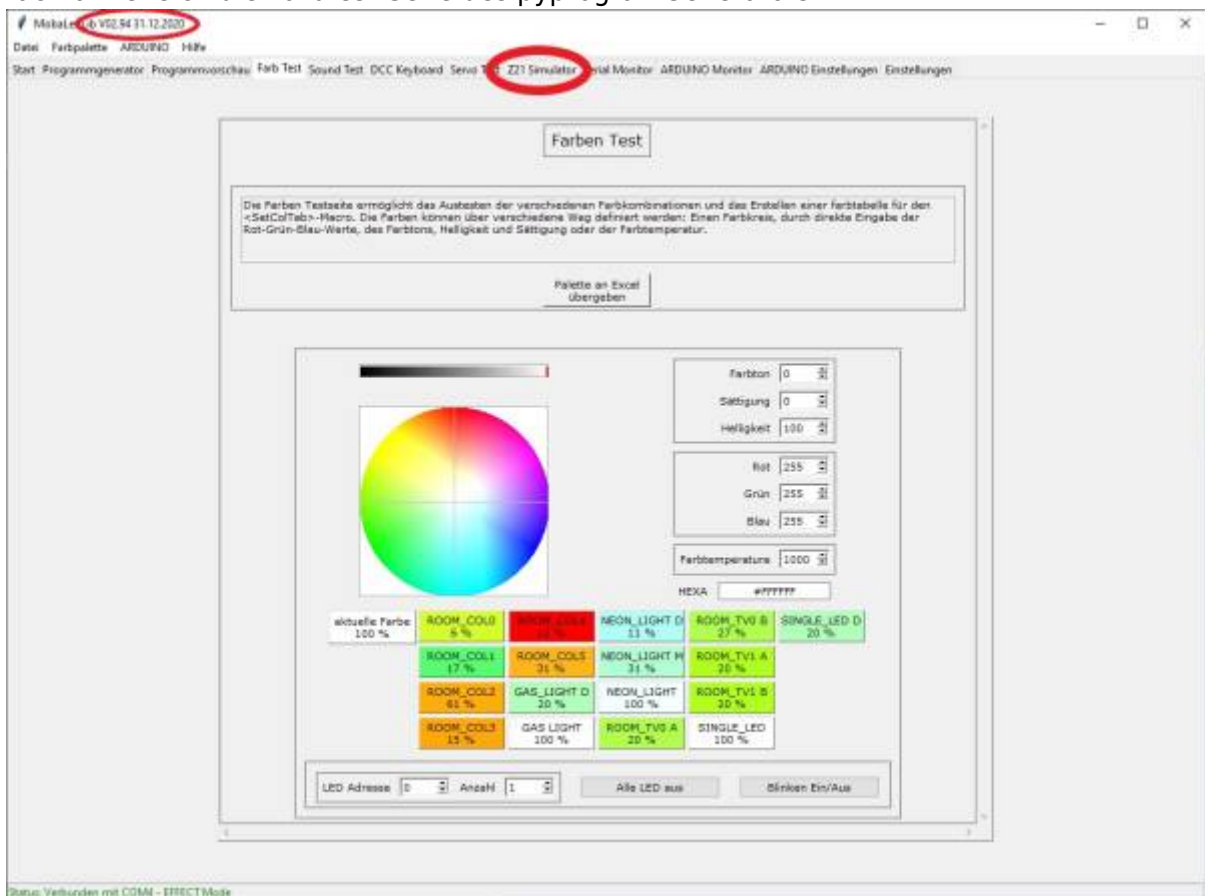 MobaLedLib V02.94 31.12.2020
Datei Farbpalette ARDUINO Hilfe
Start Programmgenerator Programmvorschau Farb Test Sound Test DCC Keyboard Servo Test Z21 Simulator Serial Monitor ARDUINO Monitor ARDUINO Einstellungen Einstellungen
Farben Test
Die Farben Testseite ermöglicht das Austesten der verschiedenen Farbkombinationen und das Erstellen einer farbtabelle für den
<SetColTab>-Macro. Die Farben können über verschiedene Weg definiert werden: Einen Farbkreis, durch direkte Eingabe der
Rot-Grün-Blau-Werte, des Farbtons, Helligkeit und Sättigung oder der Farbtemperatur.
Palette an Excel
übergeben
Farbton 0
Sättigung 0
Helligkeit 100
Rot 255
Grün 255
Blau 255
Farbtemperature 1000
HEXA #FFFFFF
aktuelle Farbe
100 %
ROOM_COL0
6 %
NEON_LIGHT D
11 %
ROOM_TV0 B
27 %
SINGLE_LED D
20 %
ROOM_COL1
17 %
ROOM_COL5
31 %
NEON_LIGHT M
31 %
ROOM_TV1 A
20 %
ROOM_COL2
61 %
GAS_LIGHT D
20 %
NEON_LIGHT
100 %
ROOM_TV1 B
20 %
ROOM_COL3
15 %
GAS LIGHT
100 %
ROOM_TV0 A
20 %
SINGLE_LED
100 %
LED Adresse 0 Anzahl 1 Alle LED aus Blinken Ein/Aus
Status: Verbunden mit COM4 - EFFECT Mode